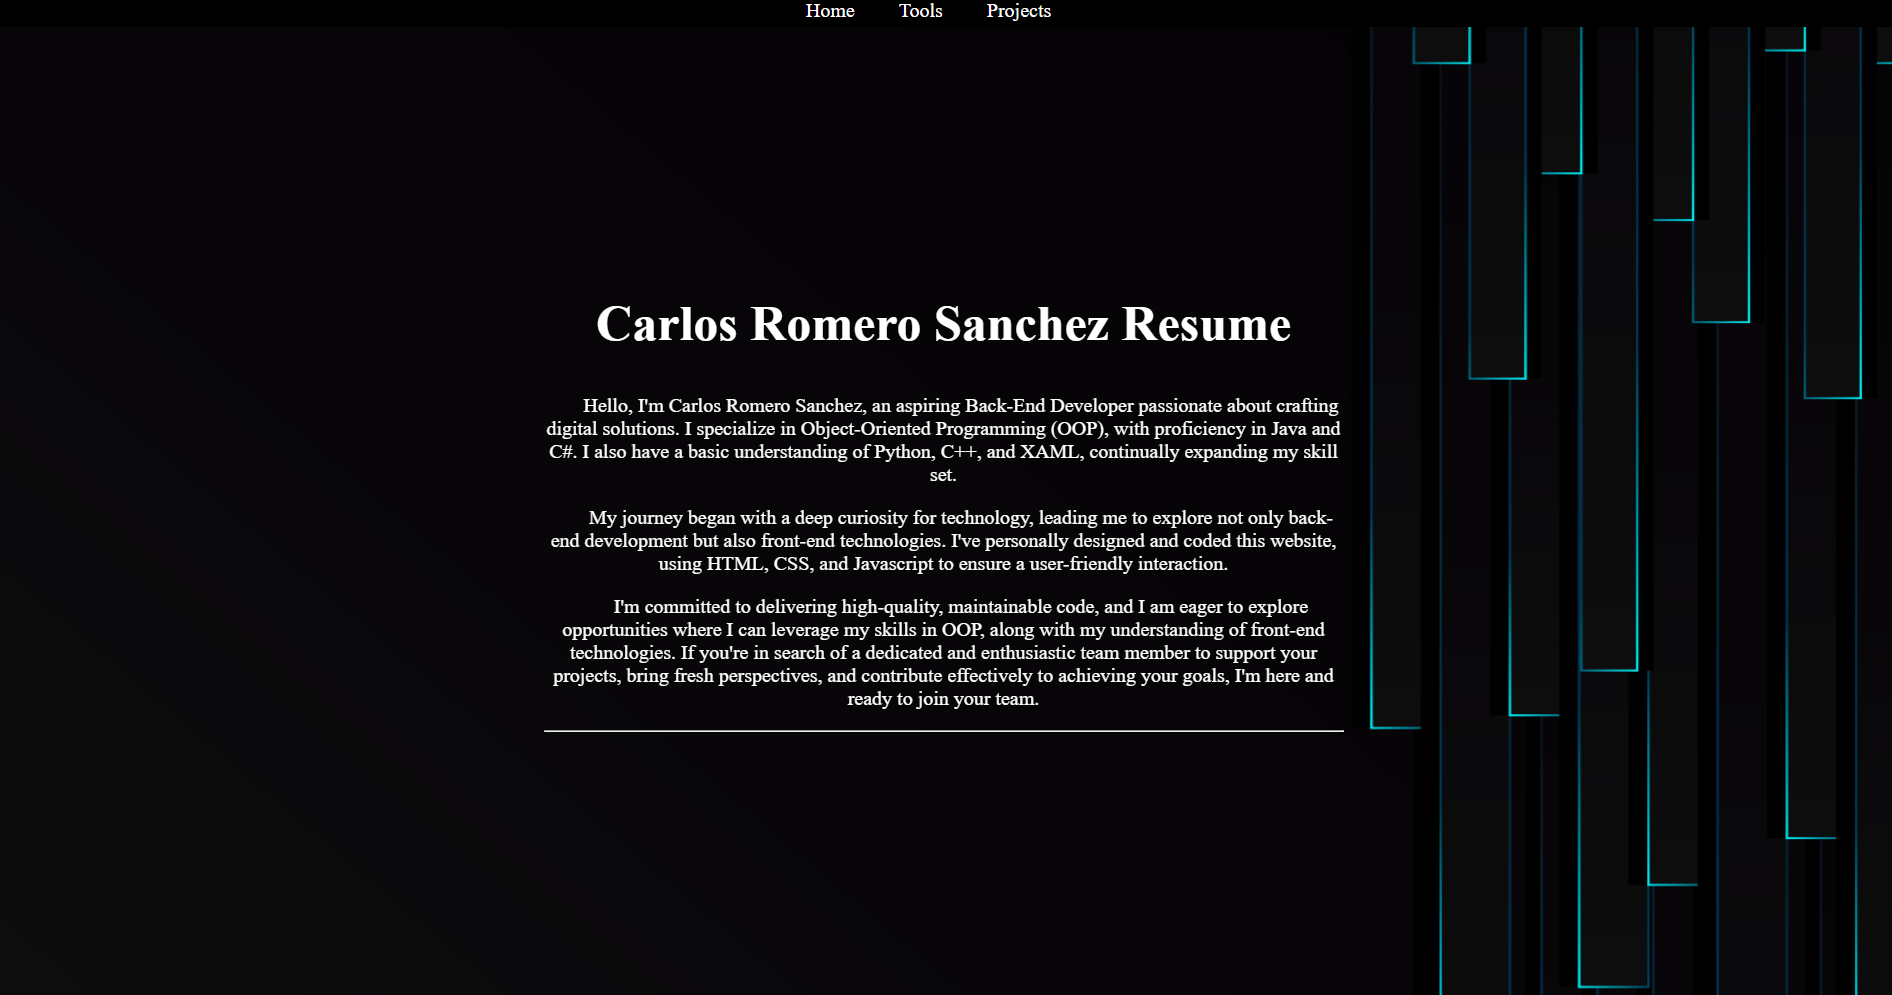 Home Tools Projects
Carlos Romero Sanchez Resume
Hello, I'm Carlos Romero Sanchez, an aspiring Back-End Developer passionate about crafting
digital solutions. I specialize in Object-Oriented Programming (OOP), with proficiency in Java and
C#. I also have a basic understanding of Python, C++, and XAML, continually expanding my skill
set.
My journey began with a deep curiosity for technology, leading me to explore not only back-
end development but also front-end technologies. I've personally designed and coded this website,
using HTML, CSS, and Javascript to ensure a user-friendly interaction.
I'm committed to delivering high-quality, maintainable code, and I am eager to explore
opportunities where I can leverage my skills in OOP, along with my understanding of front-end
technologies. If you're in search of a dedicated and enthusiastic team member to support your
projects, bring fresh perspectives, and contribute effectively to achieving your goals, I'm here and
ready to join your team.